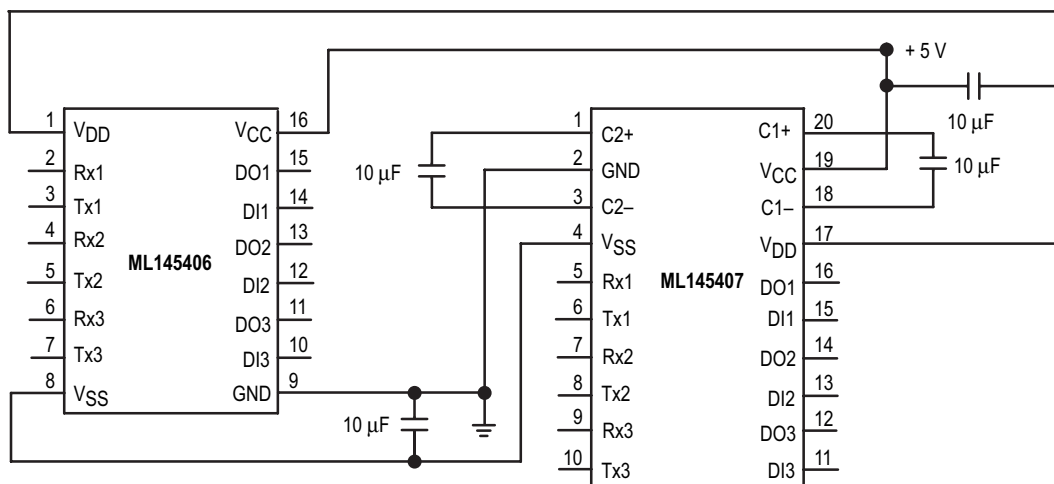 + 5 V
10 µF
ML145406
1 VDD
2 Rx1
3 Tx1
4 Rx2
5 Tx2
6 Rx3
7 Tx3
8 VSS
VCC 16
DO1 15
DI1 14
DO2 13
DI2 12
DO3 11
DI3 10
GND 9
10 µF
10 µF
ML145407
1 C2+
2 GND
3 C2–
4 VSS
5 Rx1
6 Tx1
7 Rx2
8 Tx2
9 Rx3
10 Tx3
C1+ 20
VCC 19
C1– 18
VDD 17
DO1 16
DI1 15
DO2 14
DI2 13
DO3 12
DI3 11
10 µF